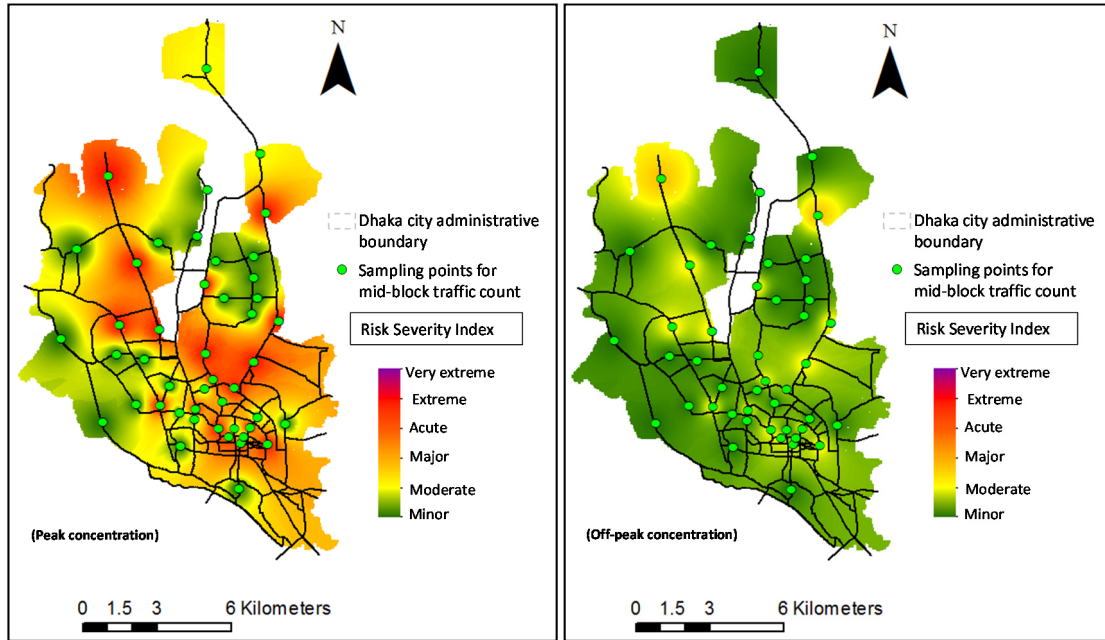 N
Dhaka city administrative
boundary
Sampling points for
mid-block traffic count
Risk Severity Index
Very extreme
Extreme
Acute
Major
Moderate
Minor
(Peak concentration)
0 1.5 3 6 Kilometers
N
Dhaka city administrative
boundary
Sampling points for
mid-block traffic count
Risk Severity Index
Very extreme
Extreme
Acute
Major
Moderate
Minor
(Off-peak concentration)
0 1.5 3 6 Kilometers